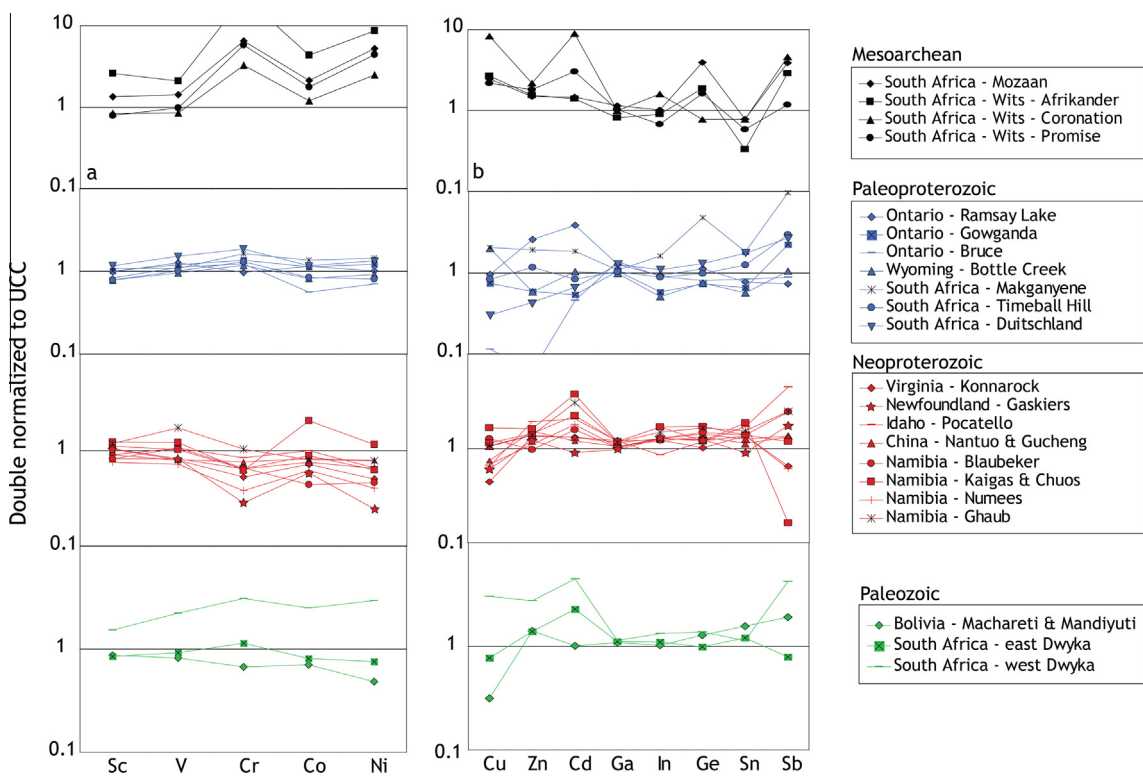 Double normalized to UCC
10
1
a
0.1
1
0.1
1
0.1
1
0.1
Sc V Cr Co Ni
10
1
b
0.1
1
0.1
1
0.1
1
0.1
Cu Zn Cd Ga In Ge Sn Sb
Mesoarchean
South Africa - Mozaan
South Africa - Wits - Afrikander
South Africa - Wits - Coronation
South Africa - Wits - Promise
Paleoproterozoic
Ontario - Ramsay Lake
Ontario - Gowganda
Ontario - Bruce
Wyoming - Bottle Creek
South Africa - Makganyene
South Africa - Timeball Hill
South Africa - Duitschland
Neoproterozoic
Virginia - Konnarock
Newfoundland - Gaskiers
Idaho - Pocatello
China - Nantuo & Gucheng
Namibia - Blaubeker
Namibia - Kaigas & Chuos
Namibia - Numees
Namibia - Ghaub
Paleozoic
Bolivia - Machareti & Mandiyuti
South Africa - east Dwyka
South Africa - west Dwyka